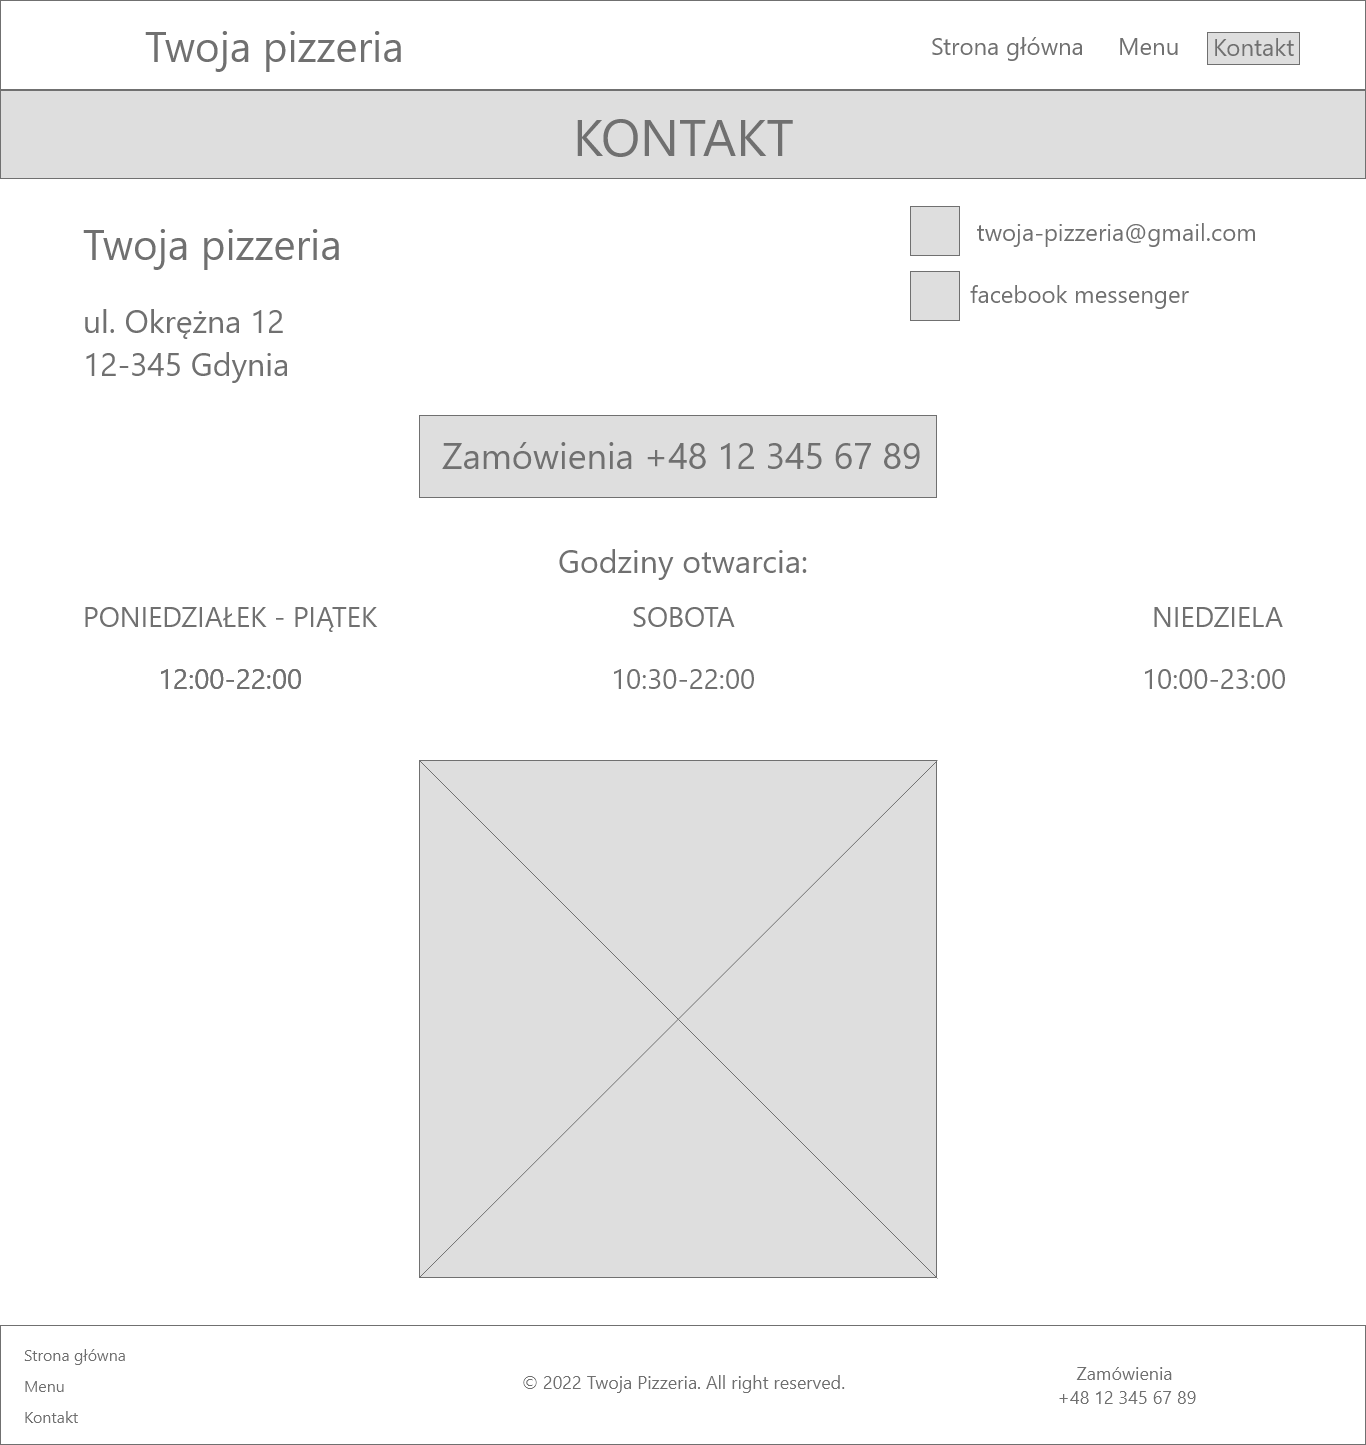 Twoja pizzeria
Strona główna
Menu
Kontakt
KONTAKT
Twoja pizzeria
ul. Okrężna 12
12-345 Gdynia
twoja-pizzeria@gmail.com
facebook messenger
Zamówienia +48 12 345 67 89
Godziny otwarcia:
PONIEDZIAŁEK - PIĄTEK
12:00-22:00
SOBOTA
10:30-22:00
NIEDZIELA
10:00-23:00
Strona główna
Menu
Kontakt
© 2022 Twoja Pizzeria. All right reserved.
Zamówienia
+48 12 345 67 89